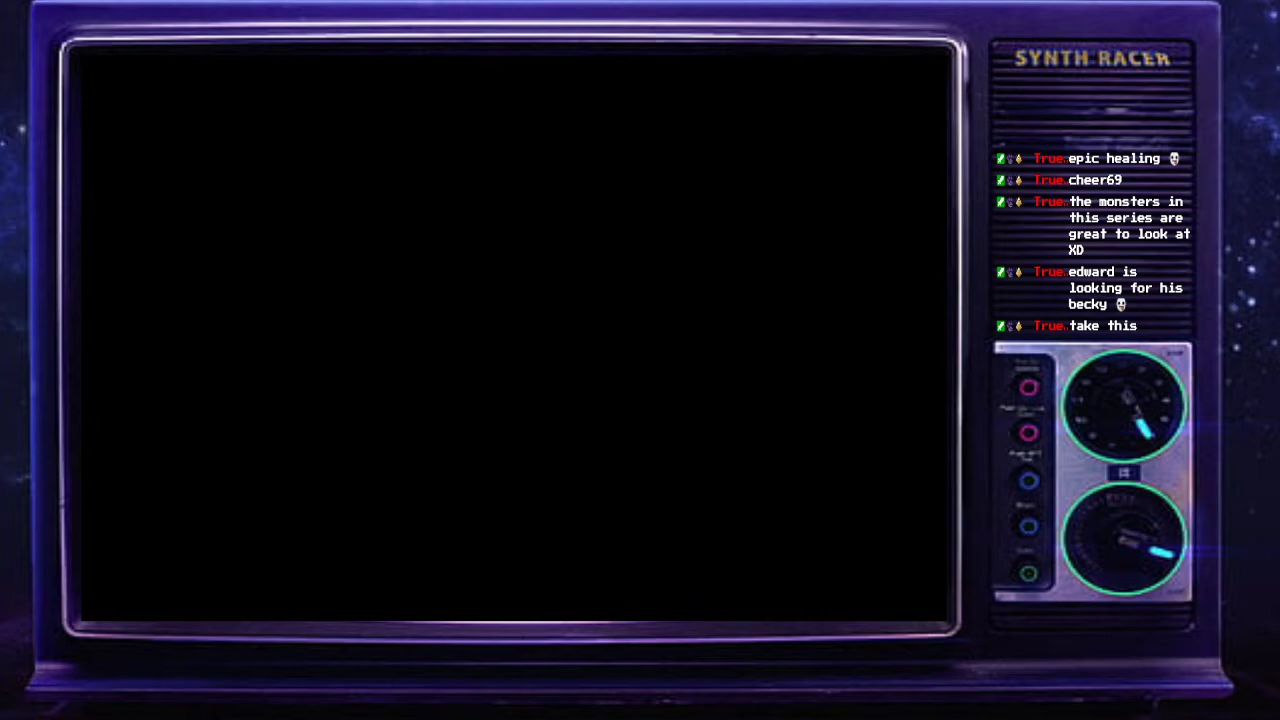 SYNTH RACER
True..epic healing
True..cheer69
True..the monsters in
this series are
great to look at
XD
True..edward is
looking for his
becky
True..take this